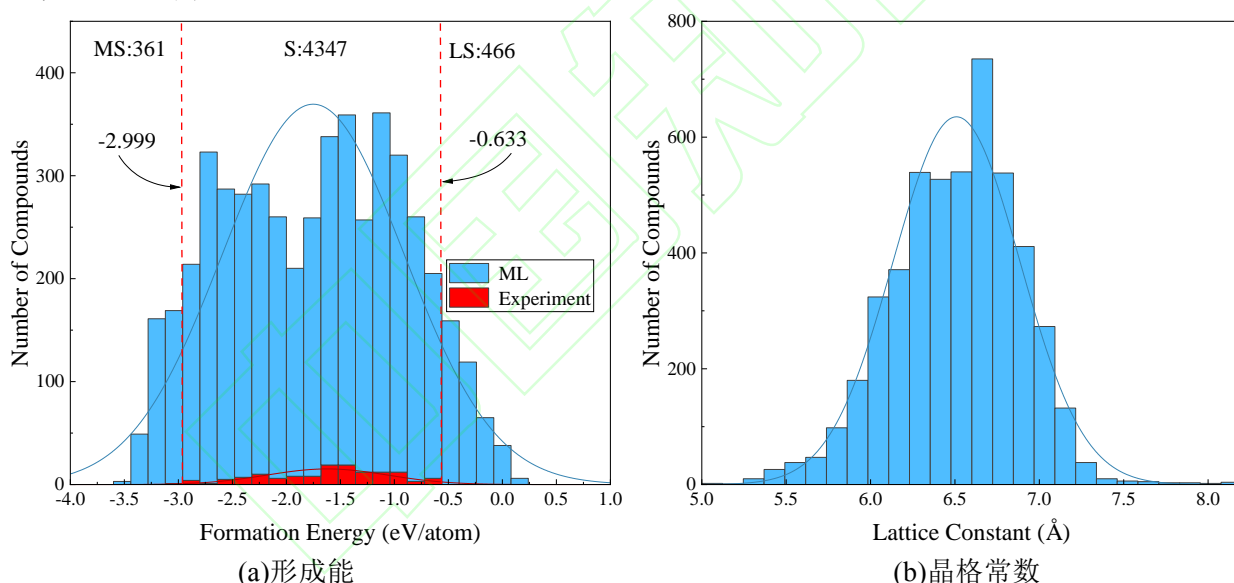 MS:361
S:4347
LS:466
-2.999
-0.633
ML
Experiment
Number of Compounds
400
300
200
100
0
-4.0 -3.5 -3.0 -2.5 -2.0 -1.5 -1.0 -0.5 0.0 0.5 1.0
Formation Energy (eV/atom)
(a)形成能
Number of Compounds
800
600
400
200
0
5.0 5.5 6.0 6.5 7.0 7.5 8.0
Lattice Constant (Å)
(b)晶格常数